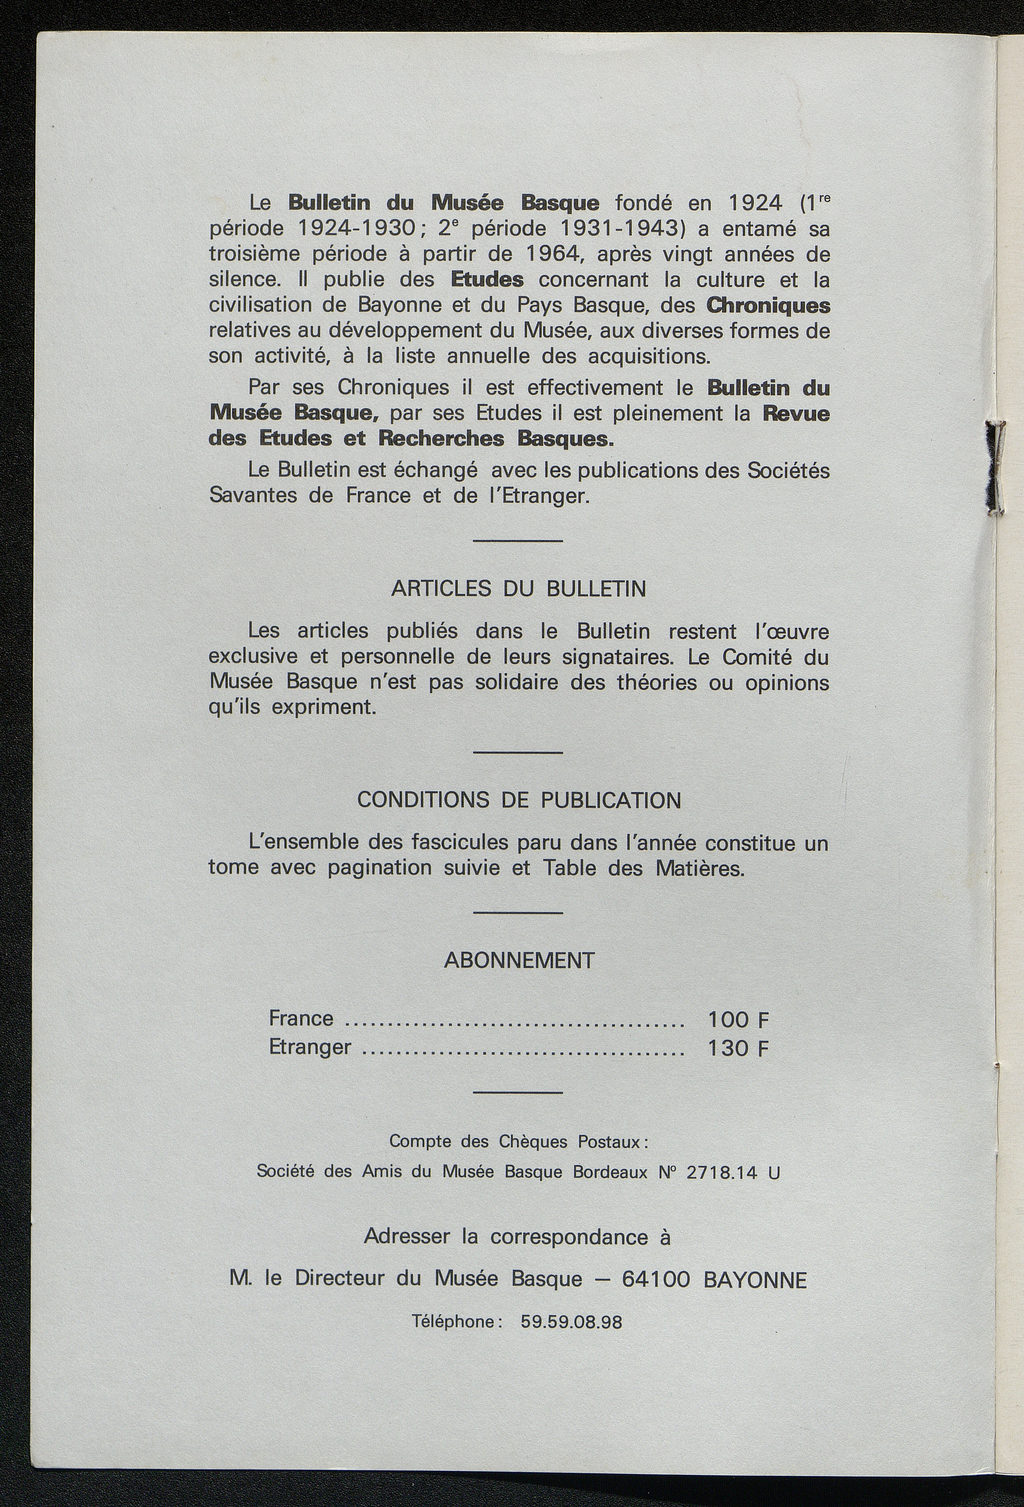 Le Bulletin du Musée Basque fondé en 1924 (1re
période 1924-1930; 2e période 1931-1943) a entamé sa
troisième période à partir de 1964, après vingt années de
silence. Il publie des Etudes concernant la culture et la
civilisation de Bayonne et du Pays Basque, des Chroniques
relatives au développement du Musée, aux diverses formes de
son activité, à la liste annuelle des acquisitions.
Par ses Chroniques il est effectivement le Bulletin du
Musée Basque, par ses Etudes il est pleinement la Revue
des Etudes et Recherches Basques.
Le Bulletin est échangé avec les publications des Sociétés
Savantes de France et de l'Etranger.
ARTICLES DU BULLETIN
Les articles publiés dans le Bulletin restent l'œuvre
exclusive et personnelle de leurs signataires. Le Comité du
Musée Basque n'est pas solidaire des théories ou opinions
qu'ils expriment.
CONDITIONS DE PUBLICATION
L'ensemble des fascicules paru dans l'année constitue un
tome avec pagination suivie et Table des Matières.
ABONNEMENT
France ........................................ 100 F
Etranger ...................................... 130 F
Compte des Chèques Postaux:
Société des Amis du Musée Basque Bordeaux N° 2718.14 U
Adresser la correspondance à
M. le Directeur du Musée Basque — 64100 BAYONNE
Téléphone: 59.59.08.98